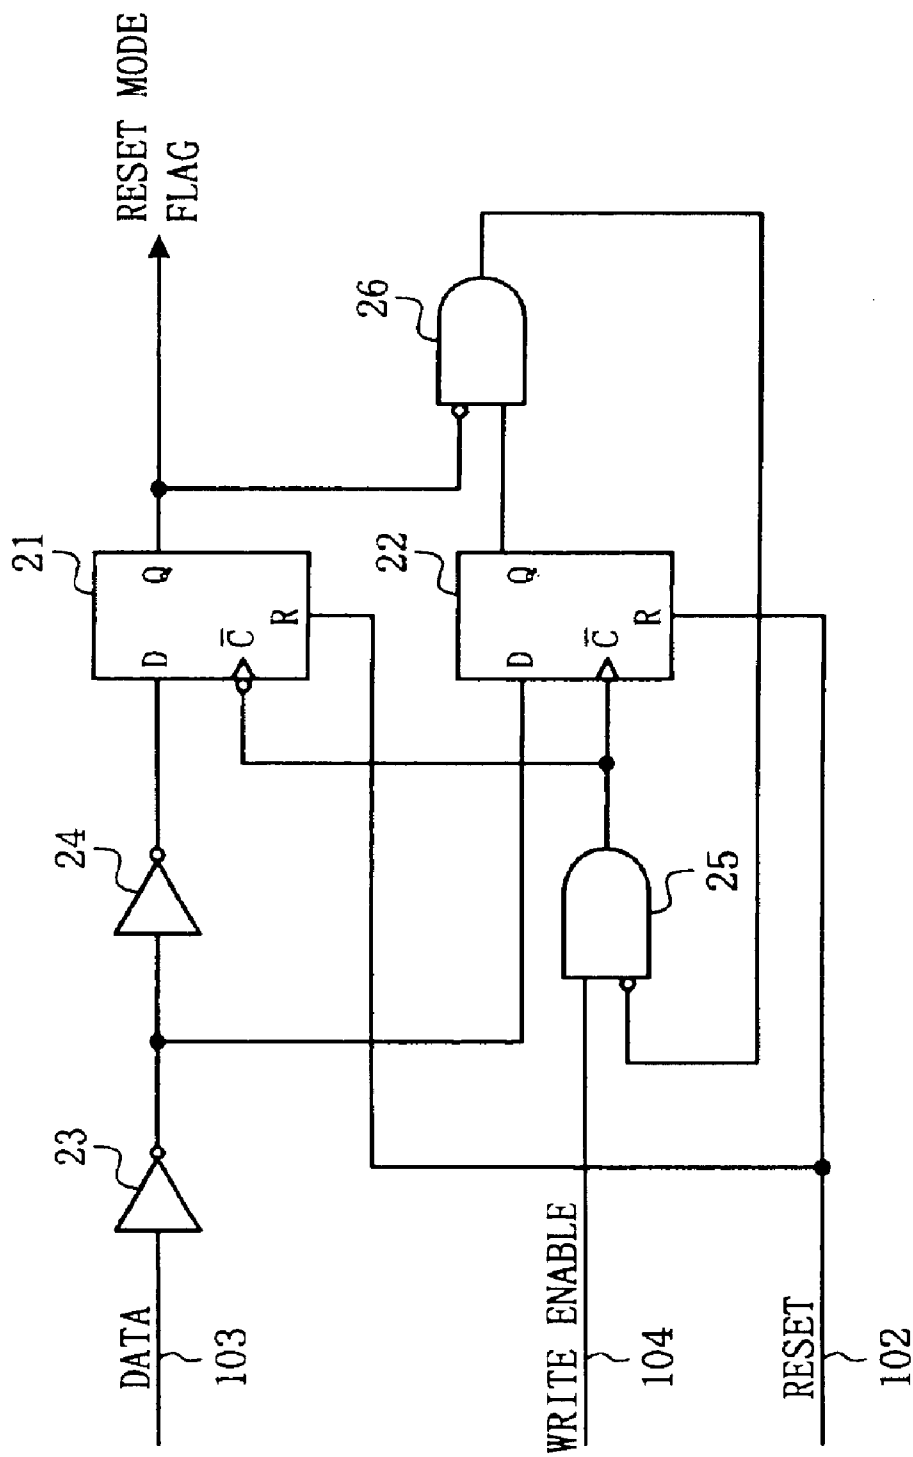 DATA
103
23
24
21
D
Q
C̅
R
RESET MODE
FLAG
26
22
D
Q
C̅
R
25
WRITE ENABLE
104
RESET
102